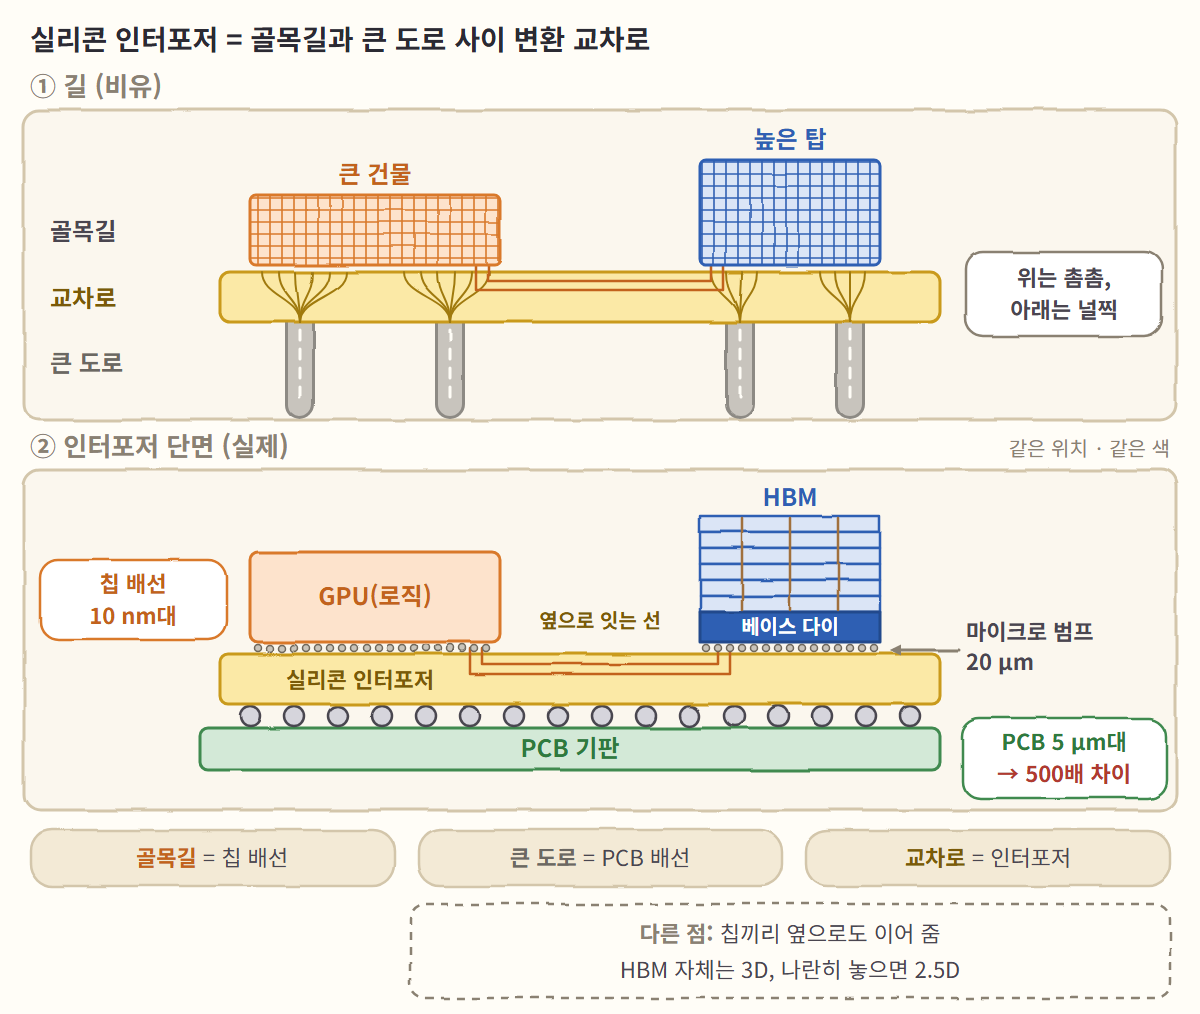 실리콘 인터포저 = 골목길과 큰 도로 사이 변환 교차로
① 길 (비유)
높은 탑
큰 건물
골목길
교차로
큰 도로
위는 촘촘,
아래는 널찍
② 인터포저 단면 (실제)
같은 위치 · 같은 색
HBM
칩 배선
10 nm대
GPU(로직)
옆으로 잇는 선
베이스 다이
마이크로 범프
20 µm
실리콘 인터포저
PCB 기판
PCB 5 µm대
→ 500배 차이
골목길 = 칩 배선
큰 도로 = PCB 배선
교차로 = 인터포저
다른 점: 칩끼리 옆으로도 이어 줌
HBM 자체는 3D, 나란히 놓으면 2.5D